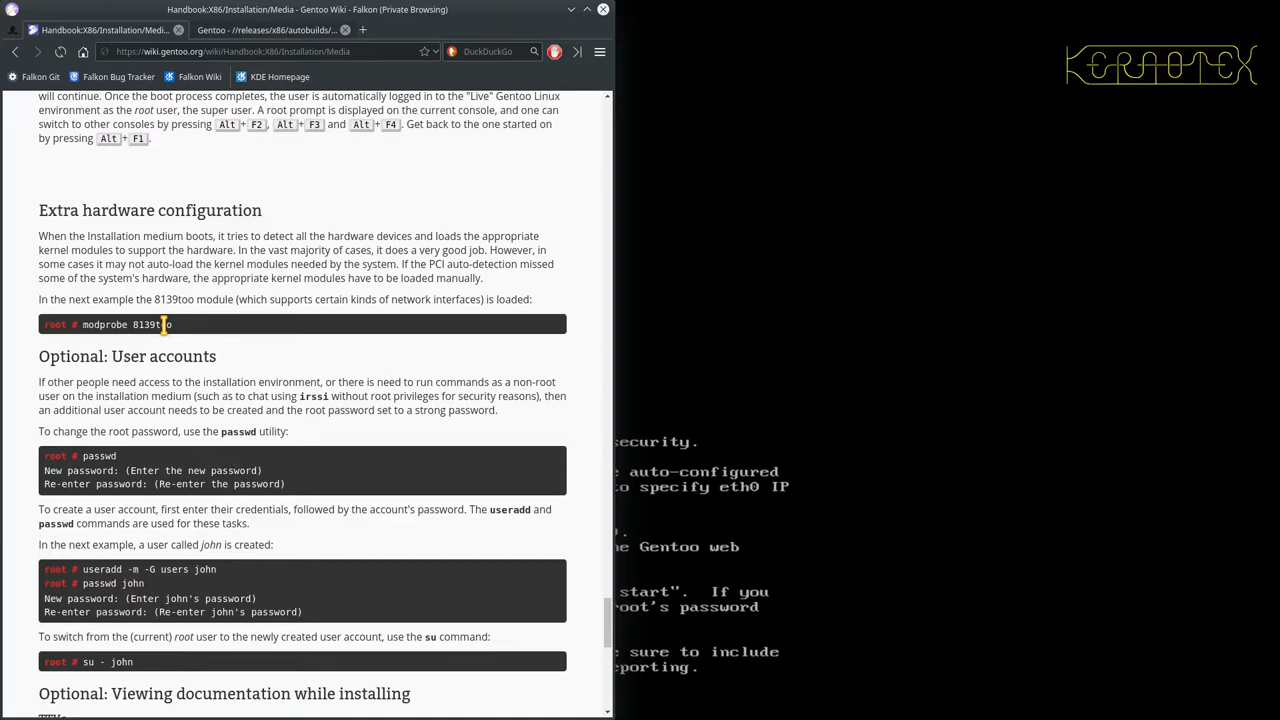 Handbook:X86/Installation/Media - Gentoo Wiki - Falkon (Private Browsing)
Handbook:X86/Installation/Medi...
Gentoo - //releases/x86/autobuilds/...
https://wiki.gentoo.org/wiki/Handbook:X86/Installation/Media
DuckDuckGo
Falkon Git
Falkon Bug Tracker
Falkon Wiki
KDE Homepage
will continue. Once the boot process completes, the user is automatically logged in to the "Live" Gentoo Linux
environment as the root user, the super user. A root prompt is displayed on the current console, and one can
switch to other consoles by pressing Alt+F2, Alt+F3 and Alt+F4. Get back to the one started on
by pressing Alt+F1.
Extra hardware configuration
When the Installation medium boots, it tries to detect all the hardware devices and loads the appropriate
kernel modules to support the hardware. In the vast majority of cases, it does a very good job. However, in
some cases it may not auto-load the kernel modules needed by the system. If the PCI auto-detection missed
some of the system's hardware, the appropriate kernel modules have to be loaded manually.
In the next example the 8139too module (which supports certain kinds of network interfaces) is loaded:
root # modprobe 8139too
Optional: User accounts
If other people need access to the installation environment, or there is need to run commands as a non-root
user on the installation medium (such as to chat using irssi without root privileges for security reasons), then
an additional user account needs to be created and the root password set to a strong password.
To change the root password, use the passwd utility:
root # passwd
New password: (Enter the new password)
Re-enter password: (Re-enter the password)
To create a user account, first enter their credentials, followed by the account's password. The useradd and
passwd commands are used for these tasks.
In the next example, a user called john is created:
root # useradd -m -G users john
root # passwd john
New password: (Enter john's password)
Re-enter password: (Re-enter john's password)
To switch from the (current) root user to the newly created user account, use the su command:
root # su - john
Optional: Viewing documentation while installing
TTYs
KERAOTEX
security.
auto-configured
to specify eth0 IP
).
Gentoo web
start". If you
root's password
sure to include
eporting.